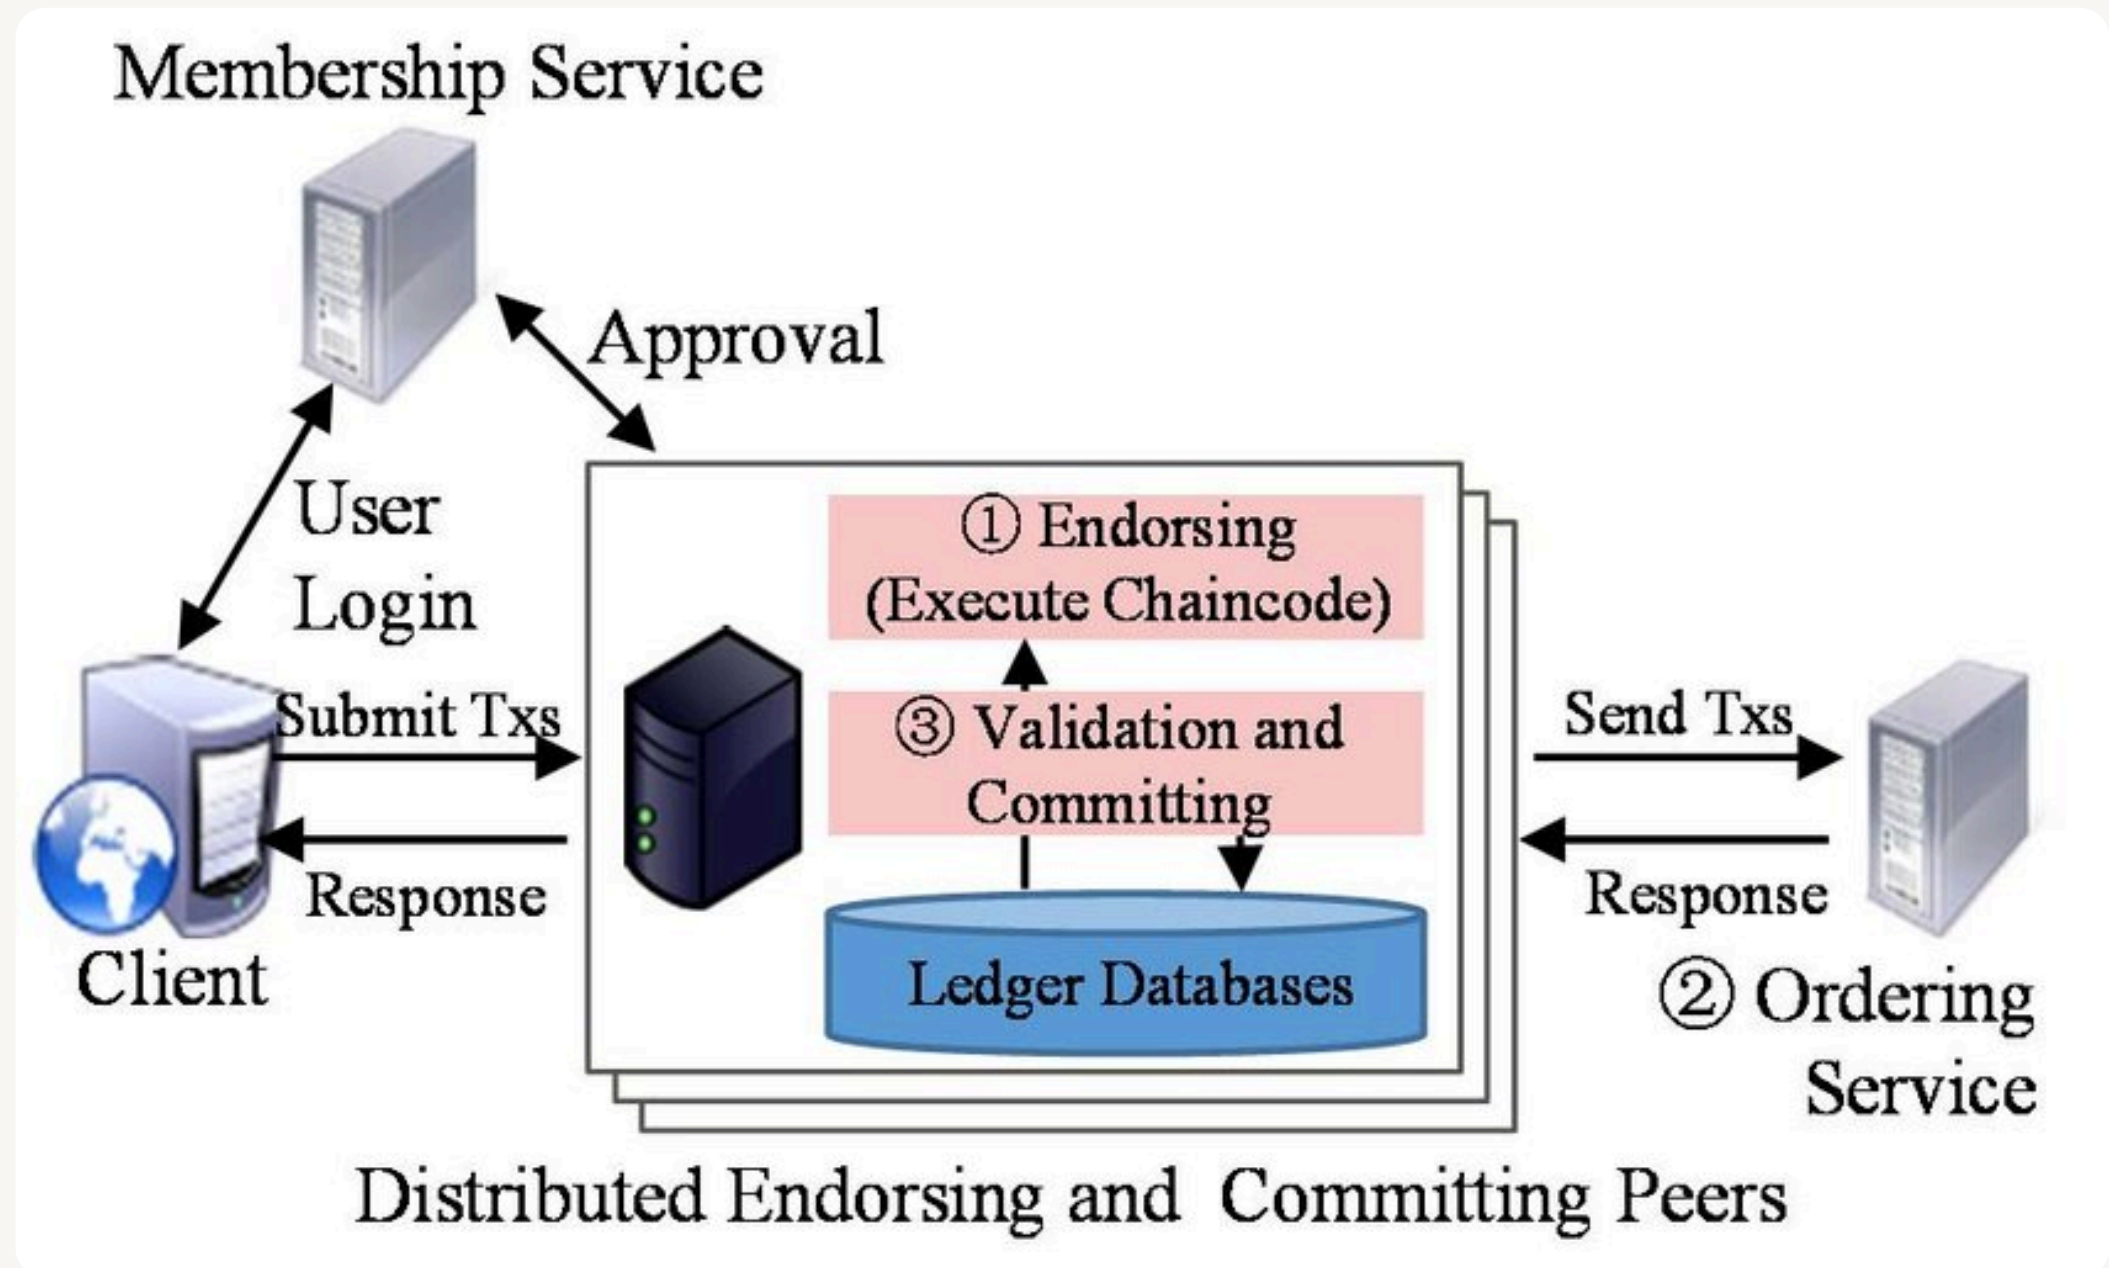 Membership Service
Approval
User
Login
① Endorsing
(Execute Chaincode)
Submit Txs
③ Validation and
Committing
Send Txs
Response
Response
Ledger Databases
Client
② Ordering
Service
Distributed Endorsing and Committing Peers